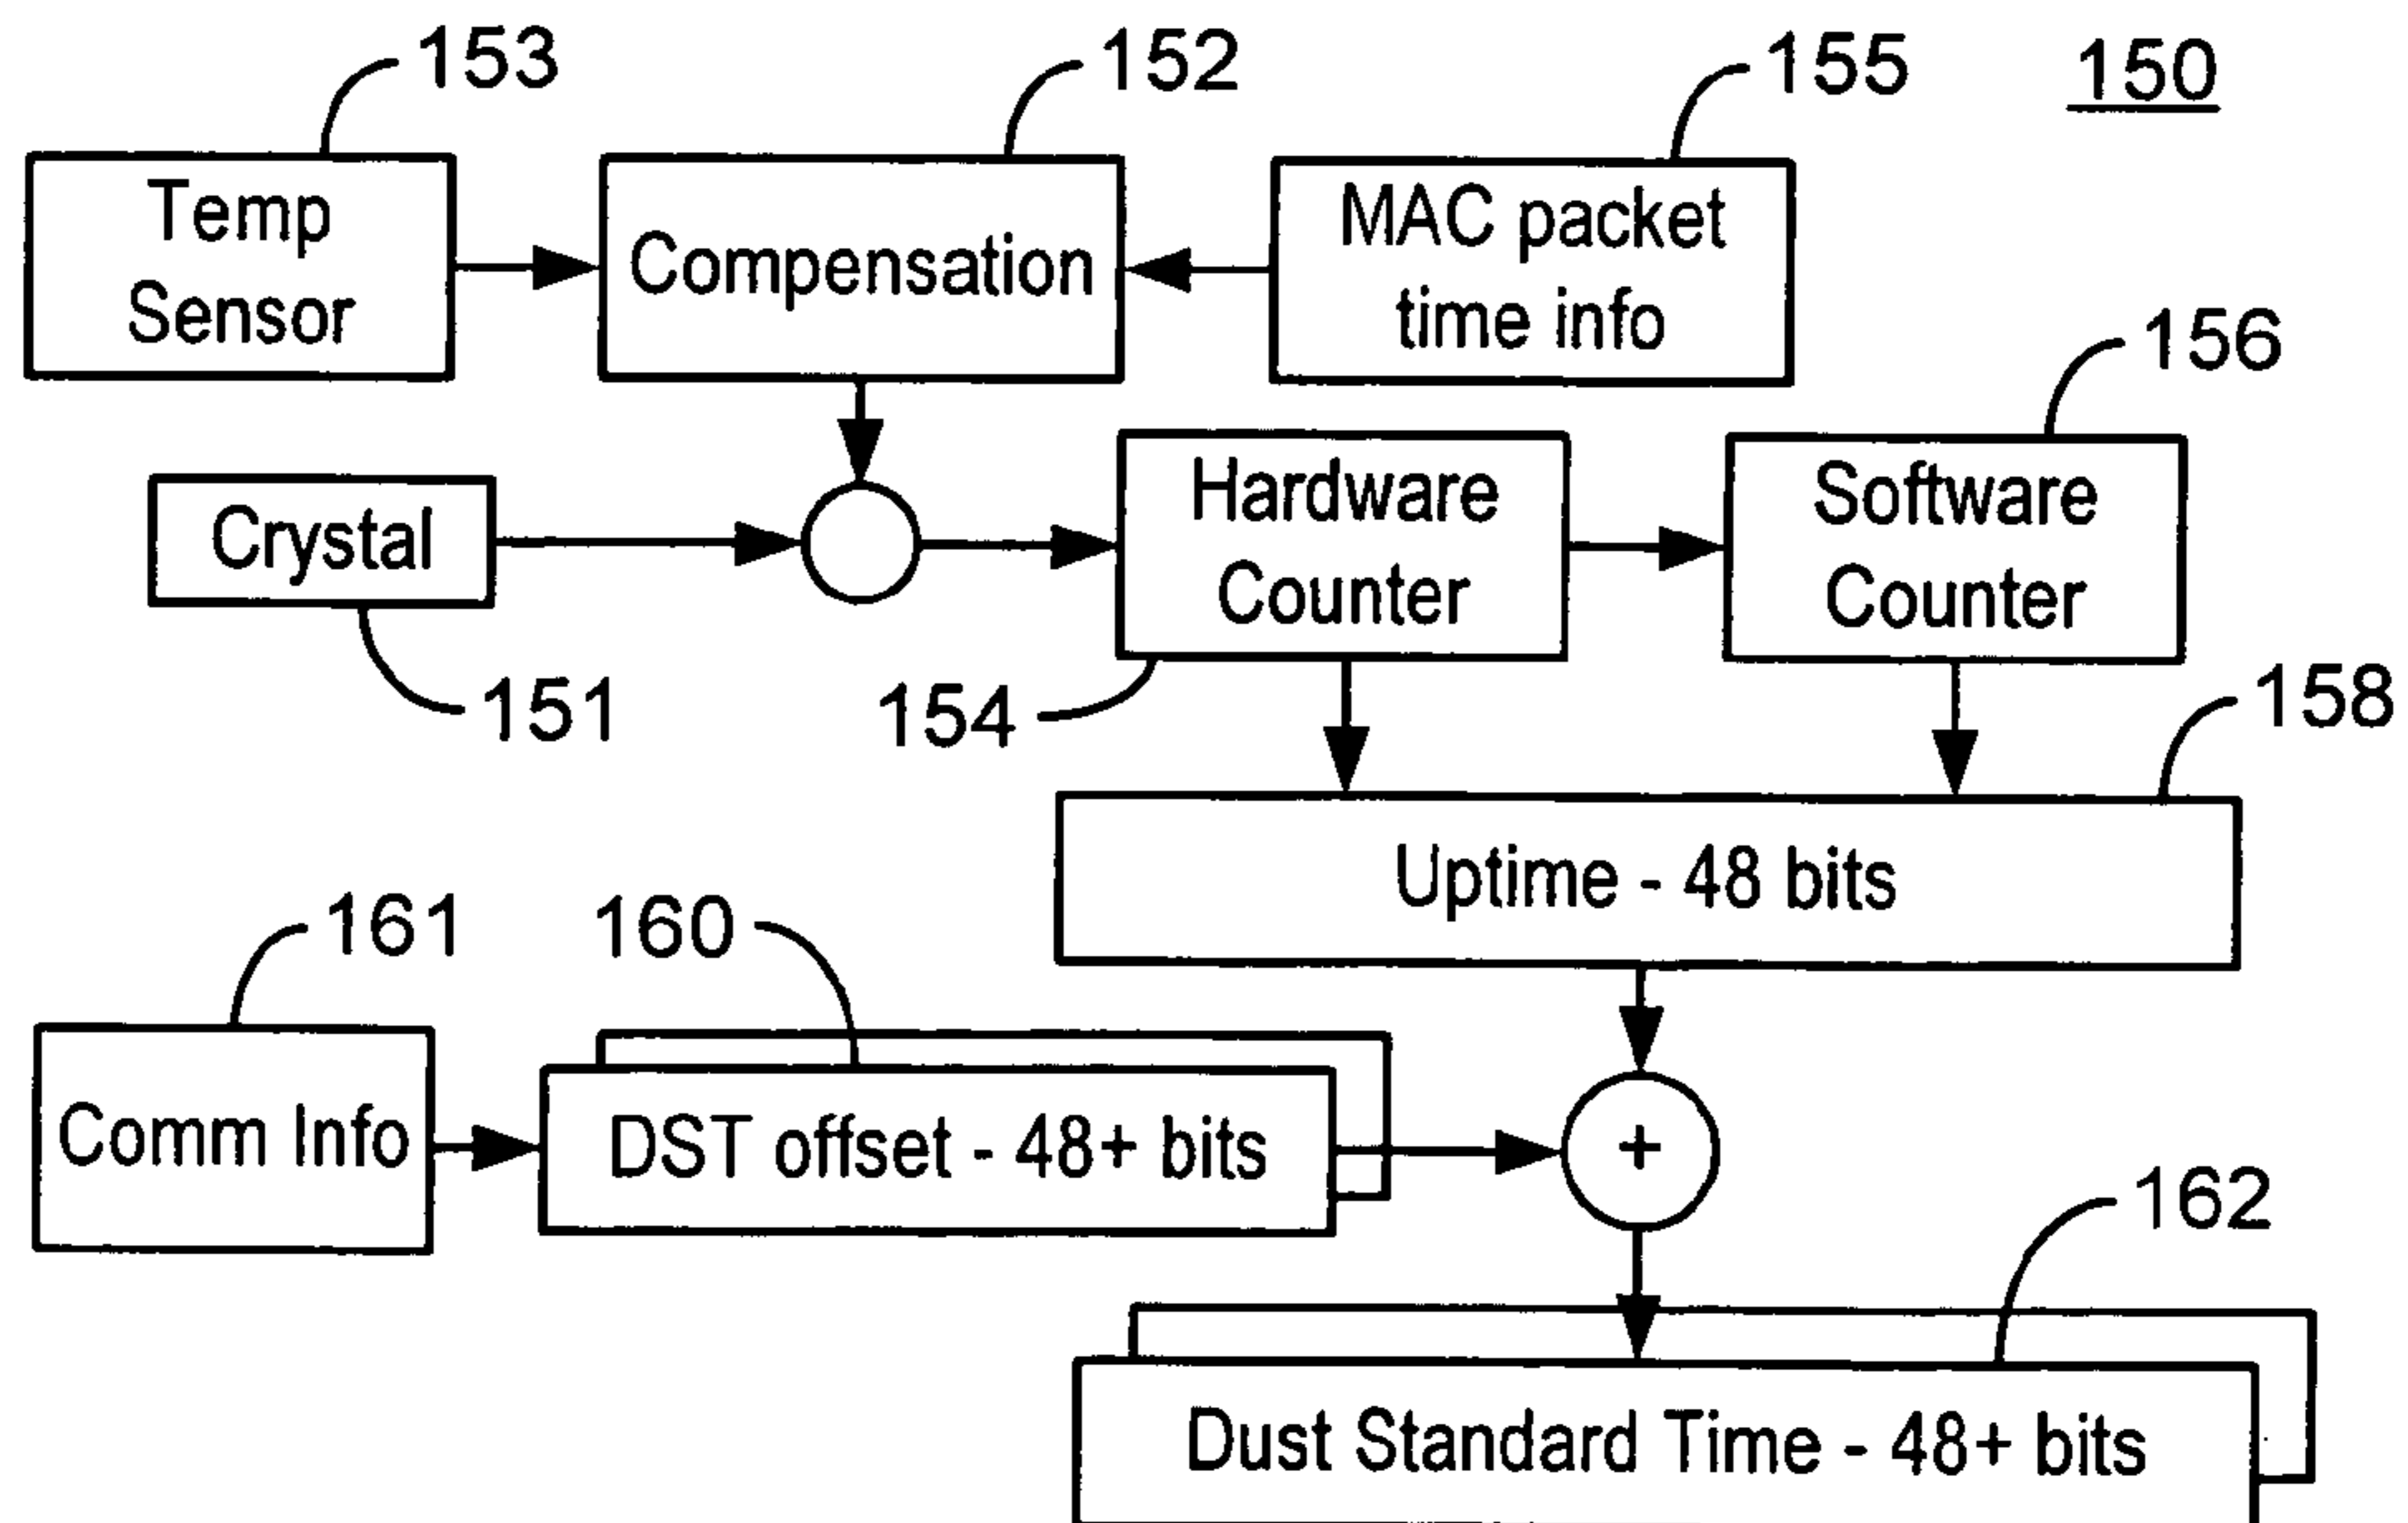 153
152
155
150
Temp
Sensor
Compensation
MAC packet
time info
156
Crystal
Hardware
Counter
Software
Counter
151
154
158
Uptime - 48 bits
161
160
Comm Info
DST offset - 48+ bits
+
162
Dust Standard Time - 48+ bits